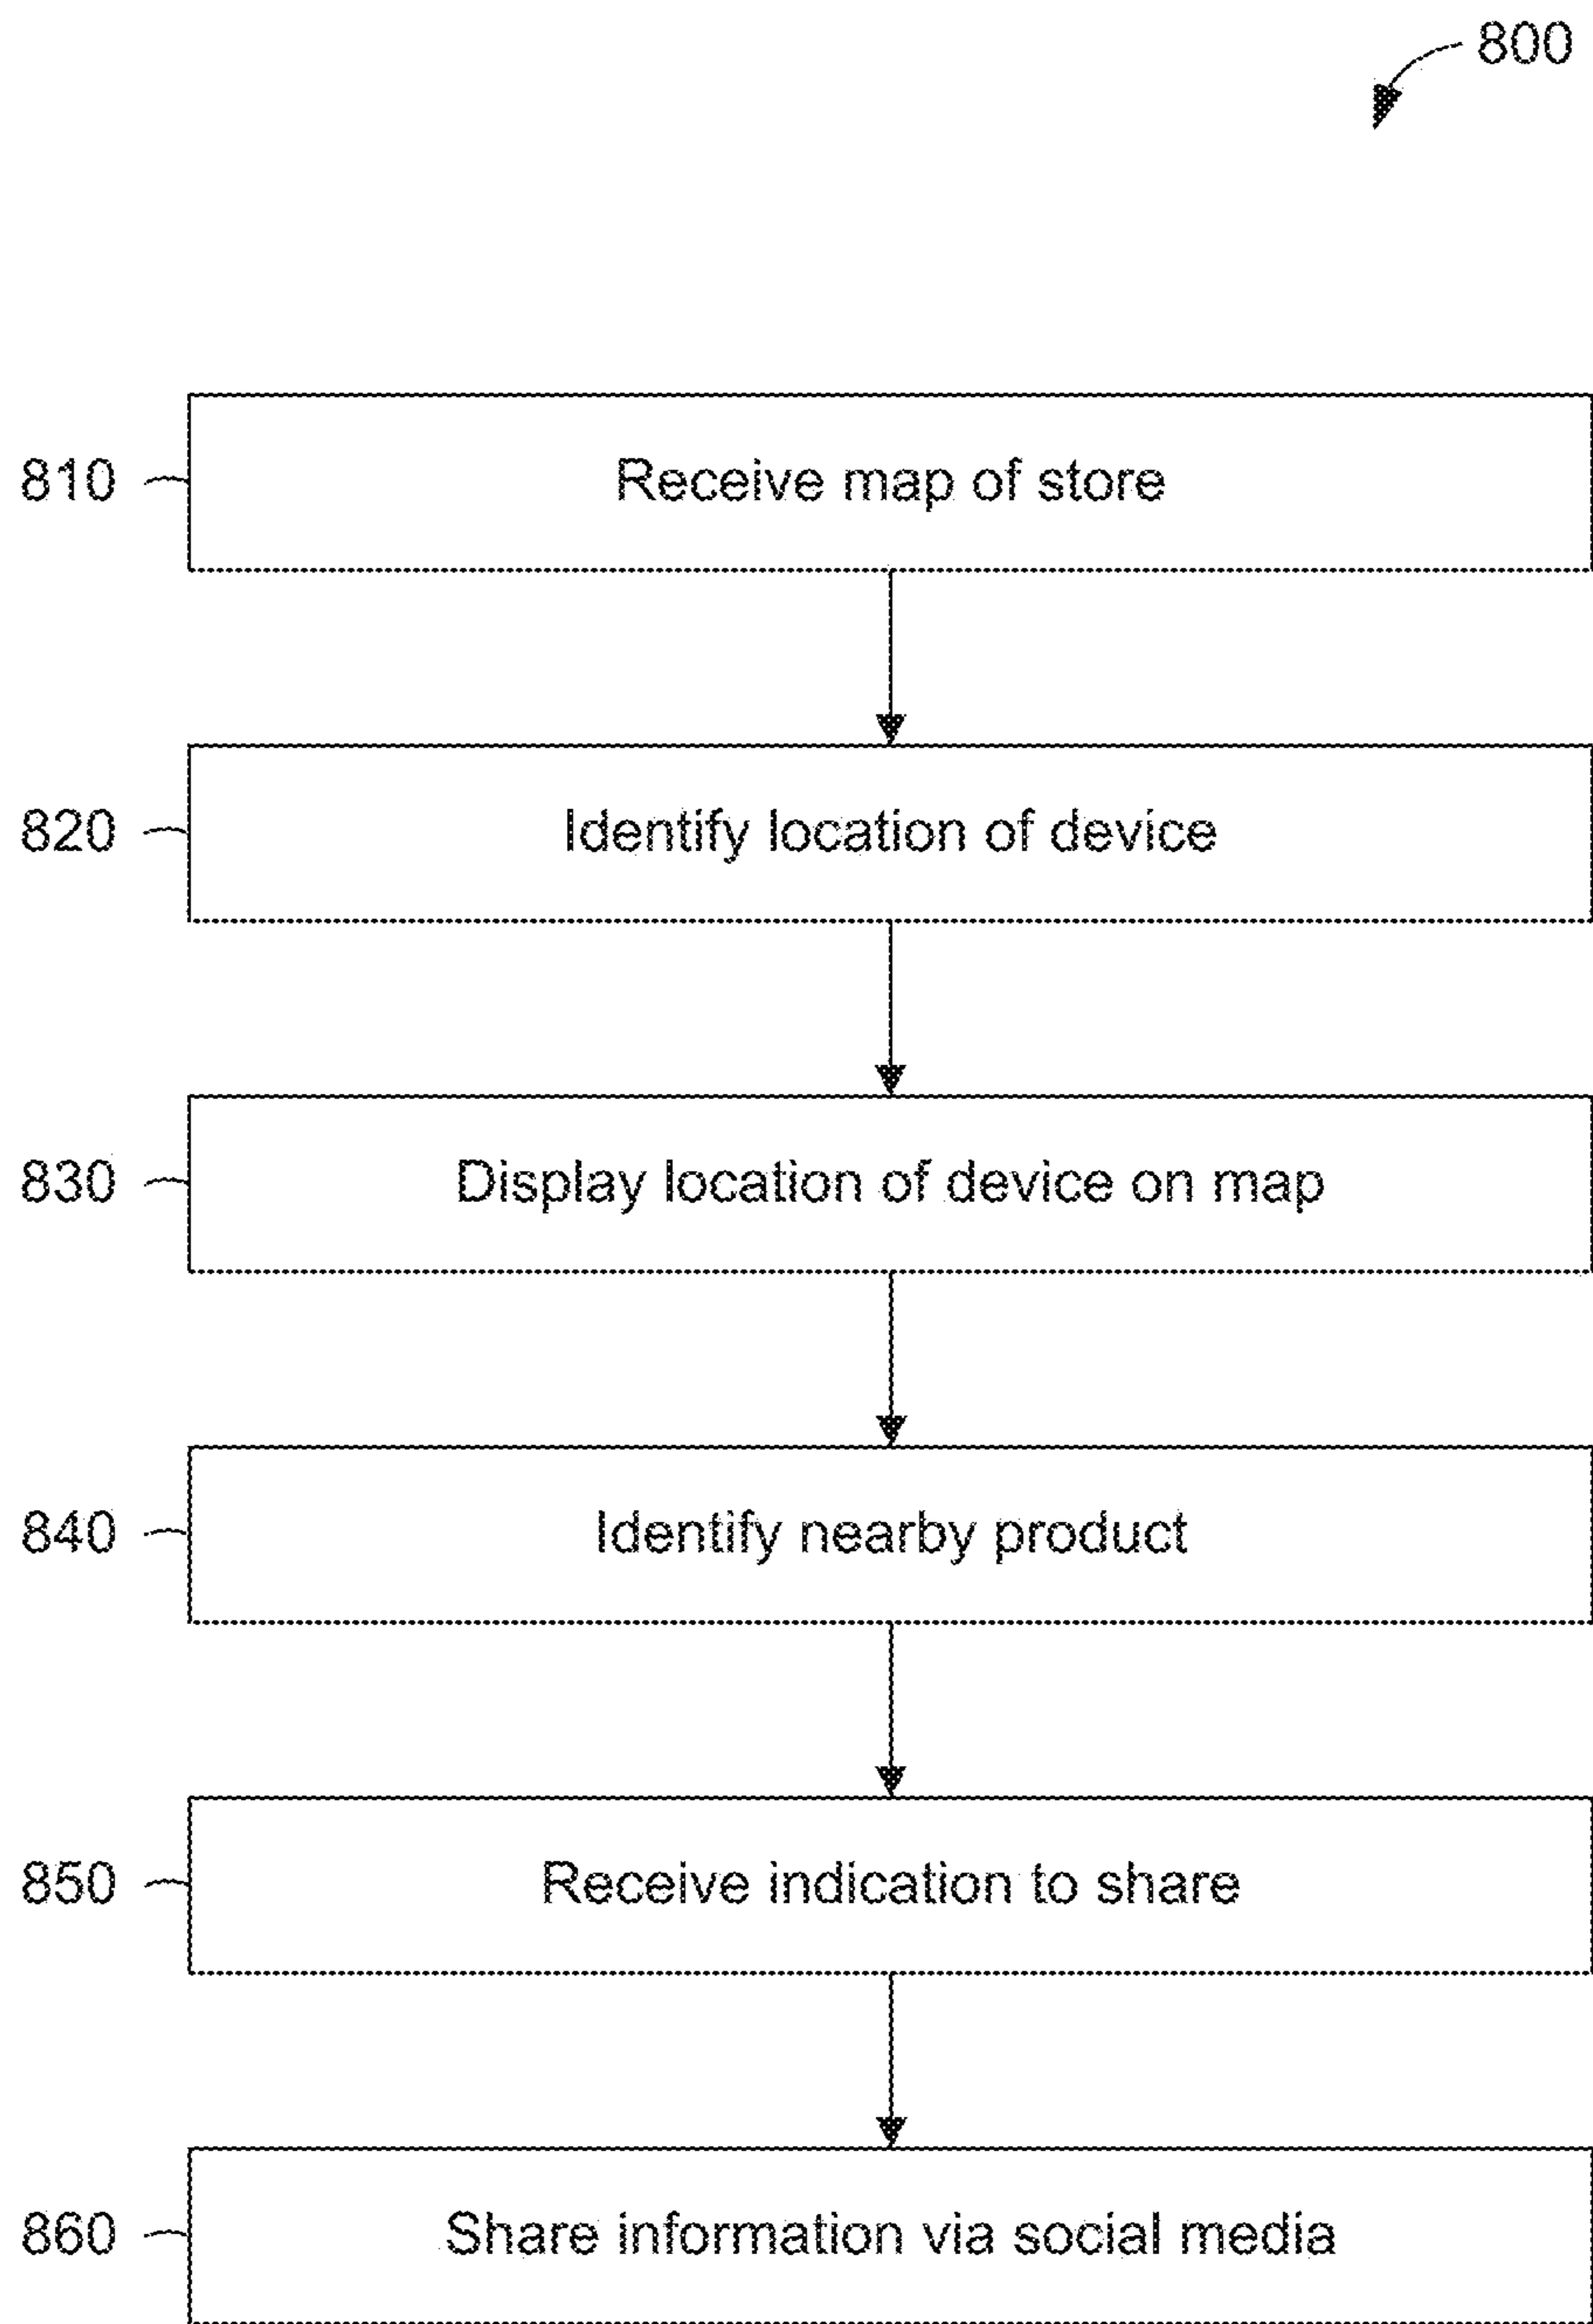 800
810 Receive map of store
820 Identify location of device
830 Display location of device on map
840 Identify nearby product
850 Receive indication to share
860 Share information via social media